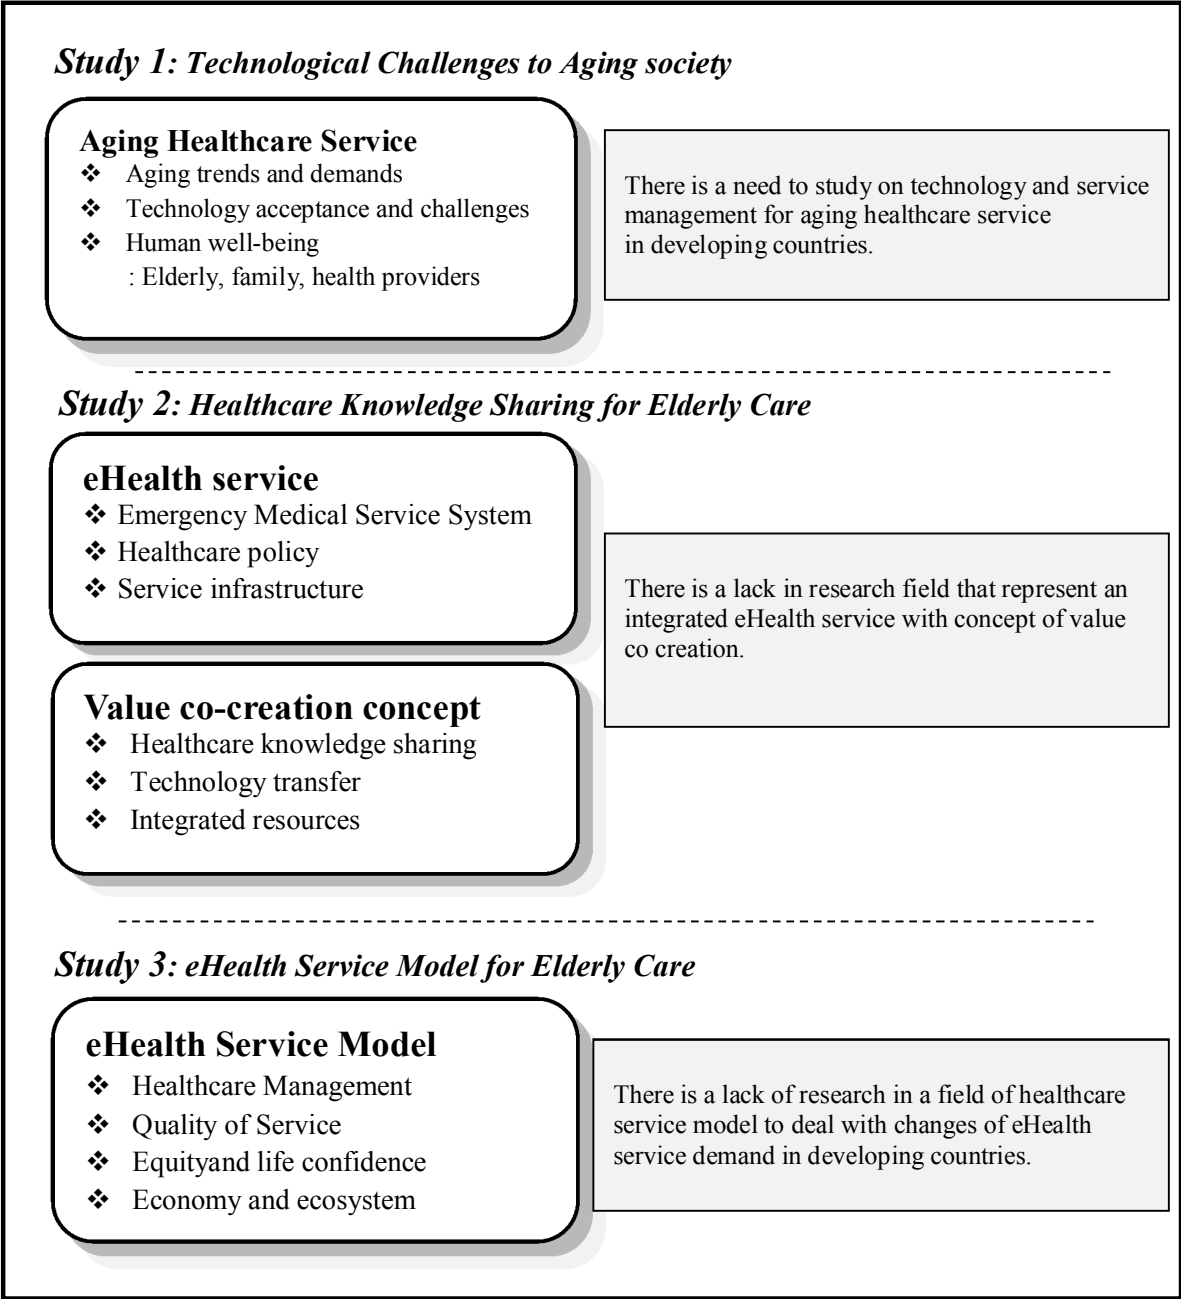 Study 1: Technological Challenges to Aging society
Aging Healthcare Service
❖ Aging trends and demands
❖ Technology acceptance and challenges
❖ Human well-being
: Elderly, family, health providers
There is a need to study on technology and service
management for aging healthcare service
in developing countries.
Study 2: Healthcare Knowledge Sharing for Elderly Care
eHealth service
❖ Emergency Medical Service System
❖ Healthcare policy
❖ Service infrastructure
There is a lack in research field that represent an
integrated eHealth service with concept of value
co creation.
Value co-creation concept
❖ Healthcare knowledge sharing
❖ Technology transfer
❖ Integrated resources
Study 3: eHealth Service Model for Elderly Care
eHealth Service Model
❖ Healthcare Management
❖ Quality of Service
❖ Equityand life confidence
❖ Economy and ecosystem
There is a lack of research in a field of healthcare
service model to deal with changes of eHealth
service demand in developing countries.